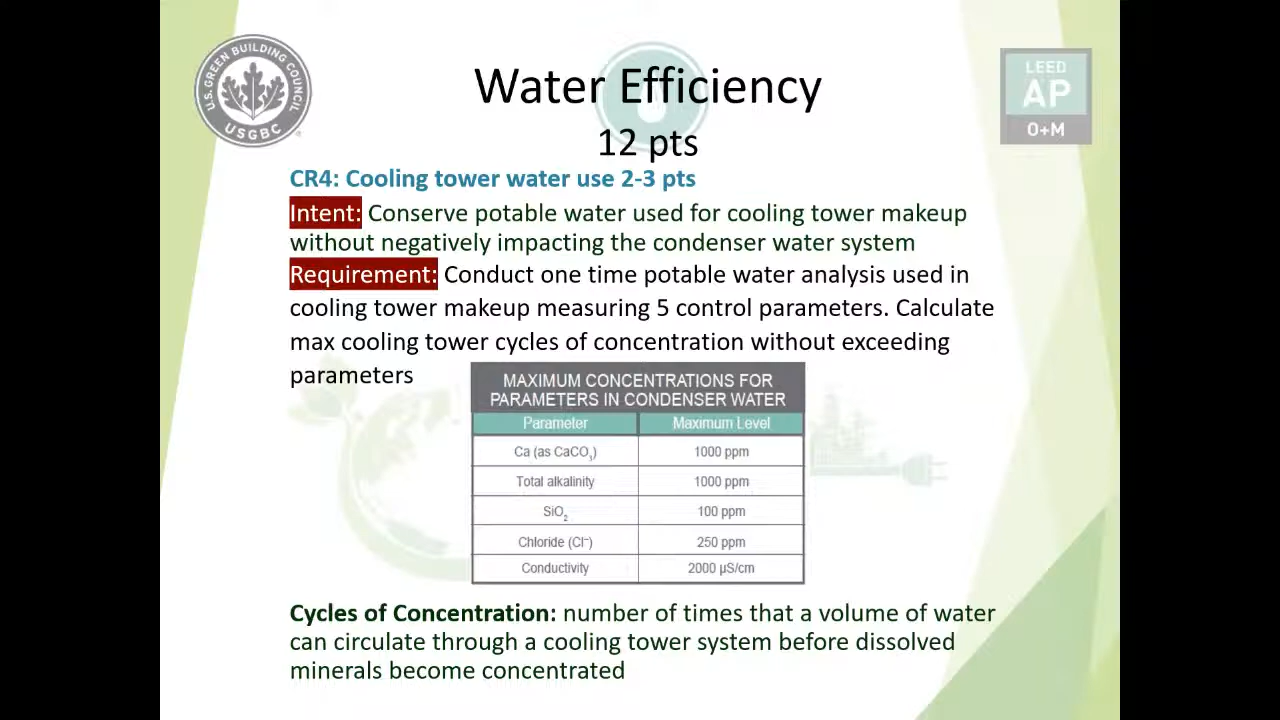 U.S. GREEN BUILDING COUNCIL
USGBC
LEED
AP
O+M
Water Efficiency
12 pts
CR4: Cooling tower water use 2-3 pts
Intent: Conserve potable water used for cooling tower makeup
without negatively impacting the condenser water system
Requirement: Conduct one time potable water analysis used in
cooling tower makeup measuring 5 control parameters. Calculate
max cooling tower cycles of concentration without exceeding
parameters
MAXIMUM CONCENTRATIONS FOR
PARAMETERS IN CONDENSER WATER
Parameter Maximum Level
Ca (as CaCO₃) 1000 ppm
Total alkalinity 1000 ppm
SiO₂ 100 ppm
Chloride (Cl⁻) 250 ppm
Conductivity 2000 µS/cm
Cycles of Concentration: number of times that a volume of water
can circulate through a cooling tower system before dissolved
minerals become concentrated